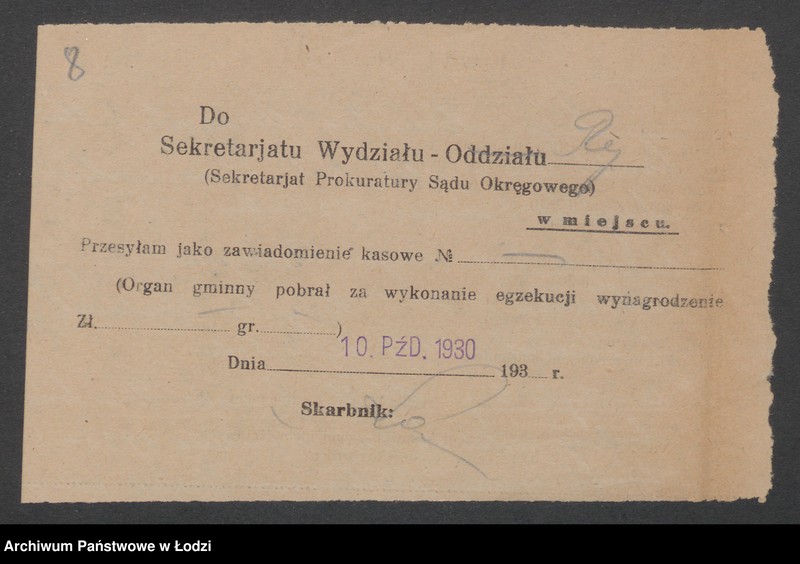 8
Do
Sekretarjatu Wydziału - Oddziału Rej
(Sekretarjat Prokuratury Sądu Okręgowego)
w miejscu.
Przesyłam jako zawiadomienie kasowe № —
(Organ gminny pobrał za wykonanie egzekucji wynagrodzenie
Zł. — gr. — )
10. PŹD. 1930
Dnia 193 r.
Skarbnik:
Archiwum Państwowe w Łodzi